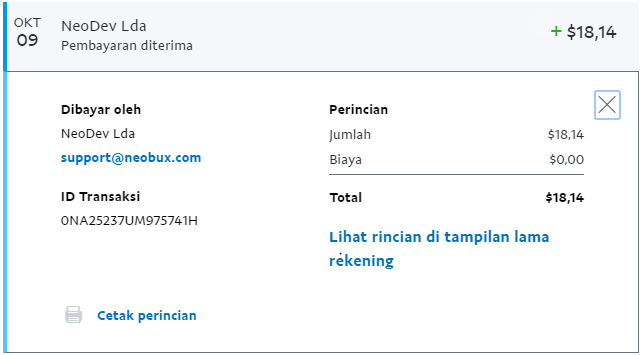 OKT
09
NeoDev Lda
Pembayaran diterima
+ $18,14
Dibayar oleh
NeoDev Lda
support@neobux.com
ID Transaksi
0NA25237UM975741H
Perincian
Jumlah $18,14
Biaya $0,00
Total $18,14
Lihat rincian di tampilan lama
rekening
Cetak perincian